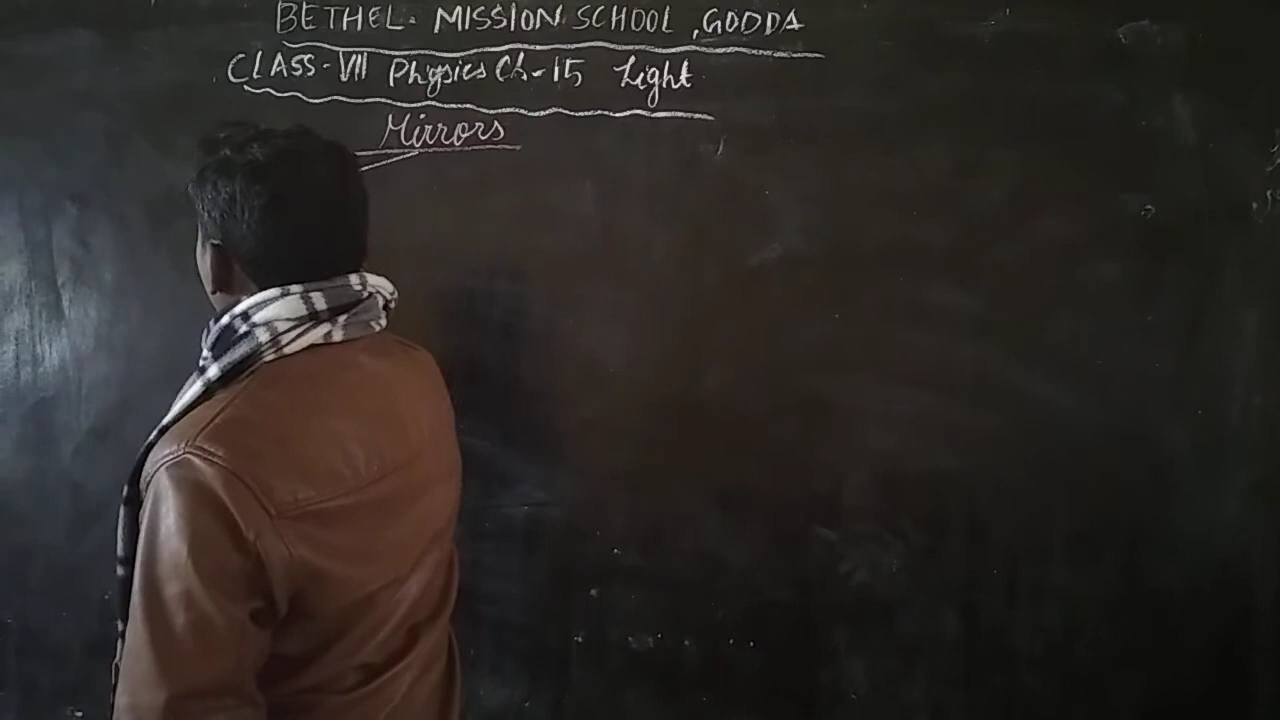 BETHEL. MISSION SCHOOL, GODDA
CLASS-VII Physics Ch-15 Light
Mirrors